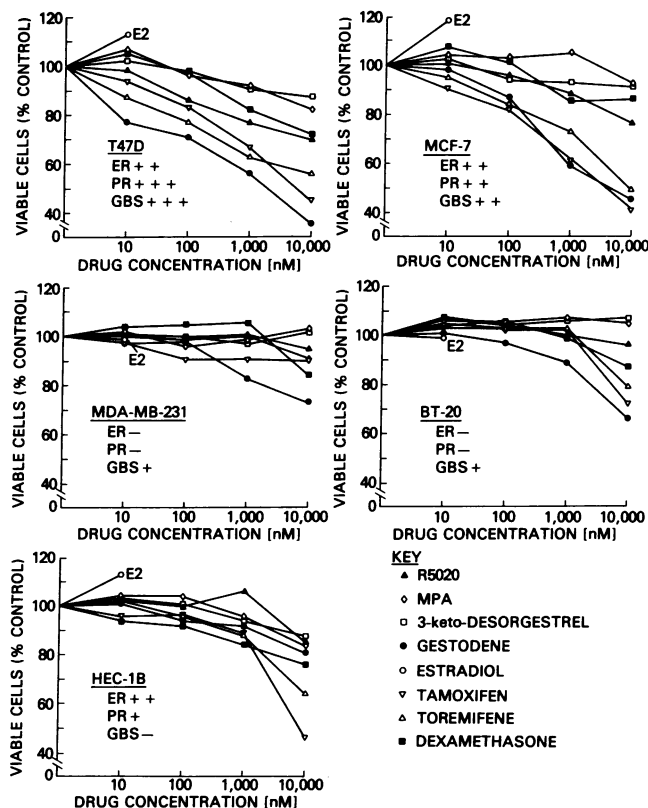 VIABLE CELLS (% CONTROL)
120
100
80
60
40
0
E2
T47D
ER + +
PR + + +
GBS + + +
10
100
1,000
10,000
DRUG CONCENTRATION [nM]
VIABLE CELLS (% CONTROL)
120
100
80
60
40
0
E2
MCF-7
ER + +
PR + +
GBS + +
10
100
1,000
10,000
DRUG CONCENTRATION [nM]
VIABLE CELLS (% CONTROL)
120
100
80
60
40
0
E2
MDA-MB-231
ER —
PR —
GBS +
10
100
1,000
10,000
DRUG CONCENTRATION [nM]
VIABLE CELLS (% CONTROL)
120
100
80
60
40
0
E2
BT-20
ER —
PR —
GBS +
10
100
1,000
10,000
DRUG CONCENTRATION [nM]
VIABLE CELLS (% CONTROL)
120
100
80
60
40
0
E2
HEC-1B
ER + +
PR +
GBS —
10
100
1,000
10,000
DRUG CONCENTRATION [nM]
KEY
R5020
MPA
3-keto-DESORGESTREL
GESTODENE
ESTRADIOL
TAMOXIFEN
TOREMIFENE
DEXAMETHASONE